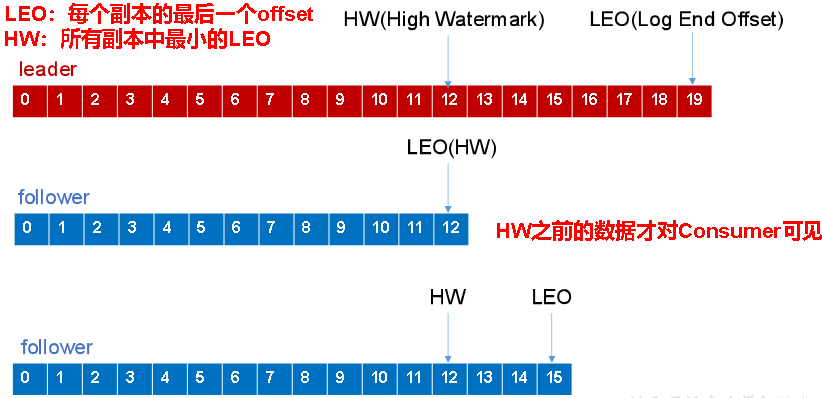 LEO：每个副本的最后一个offset
HW：所有副本中最小的LEO
HW(High Watermark)
LEO(Log End Offset)
leader
0 1 2 3 4 5 6 7 8 9 10 11 12 13 14 15 16 17 18 19
LEO(HW)
follower
0 1 2 3 4 5 6 7 8 9 10 11 12
HW之前的数据才对Consumer可见
HW
LEO
follower
0 1 2 3 4 5 6 7 8 9 10 11 12 13 14 15